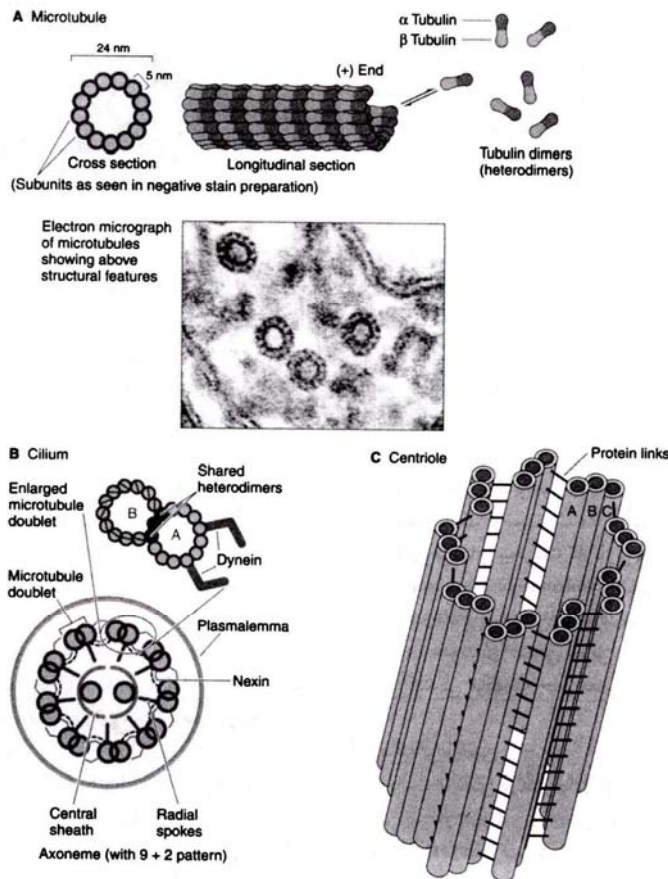 A Microtubule
24 nm
5 nm
Cross section
(Subunits as seen in negative stain preparation)
(+) End
Longitudinal section
α Tubulin
β Tubulin
Tubulin dimers
(heterodimers)
Electron micrograph
of microtubules
showing above
structural features
B Cilium
Enlarged
microtubule
doublet
Shared
heterodimers
B
A
Dynein
Microtubule
doublet
Plasmalemma
Nexin
Central
sheath
Radial
spokes
Axoneme (with 9 + 2 pattern)
C Centriole
Protein links
A B C